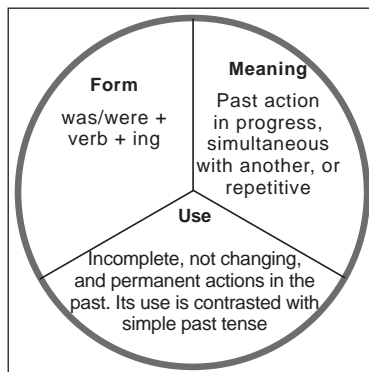 Form
was/were +
verb + ing
Meaning
Past action
in progress,
simultaneous
with another, or
repetitive
Use
Incomplete, not changing,
and permanent actions in the
past. Its use is contrasted with
simple past tense